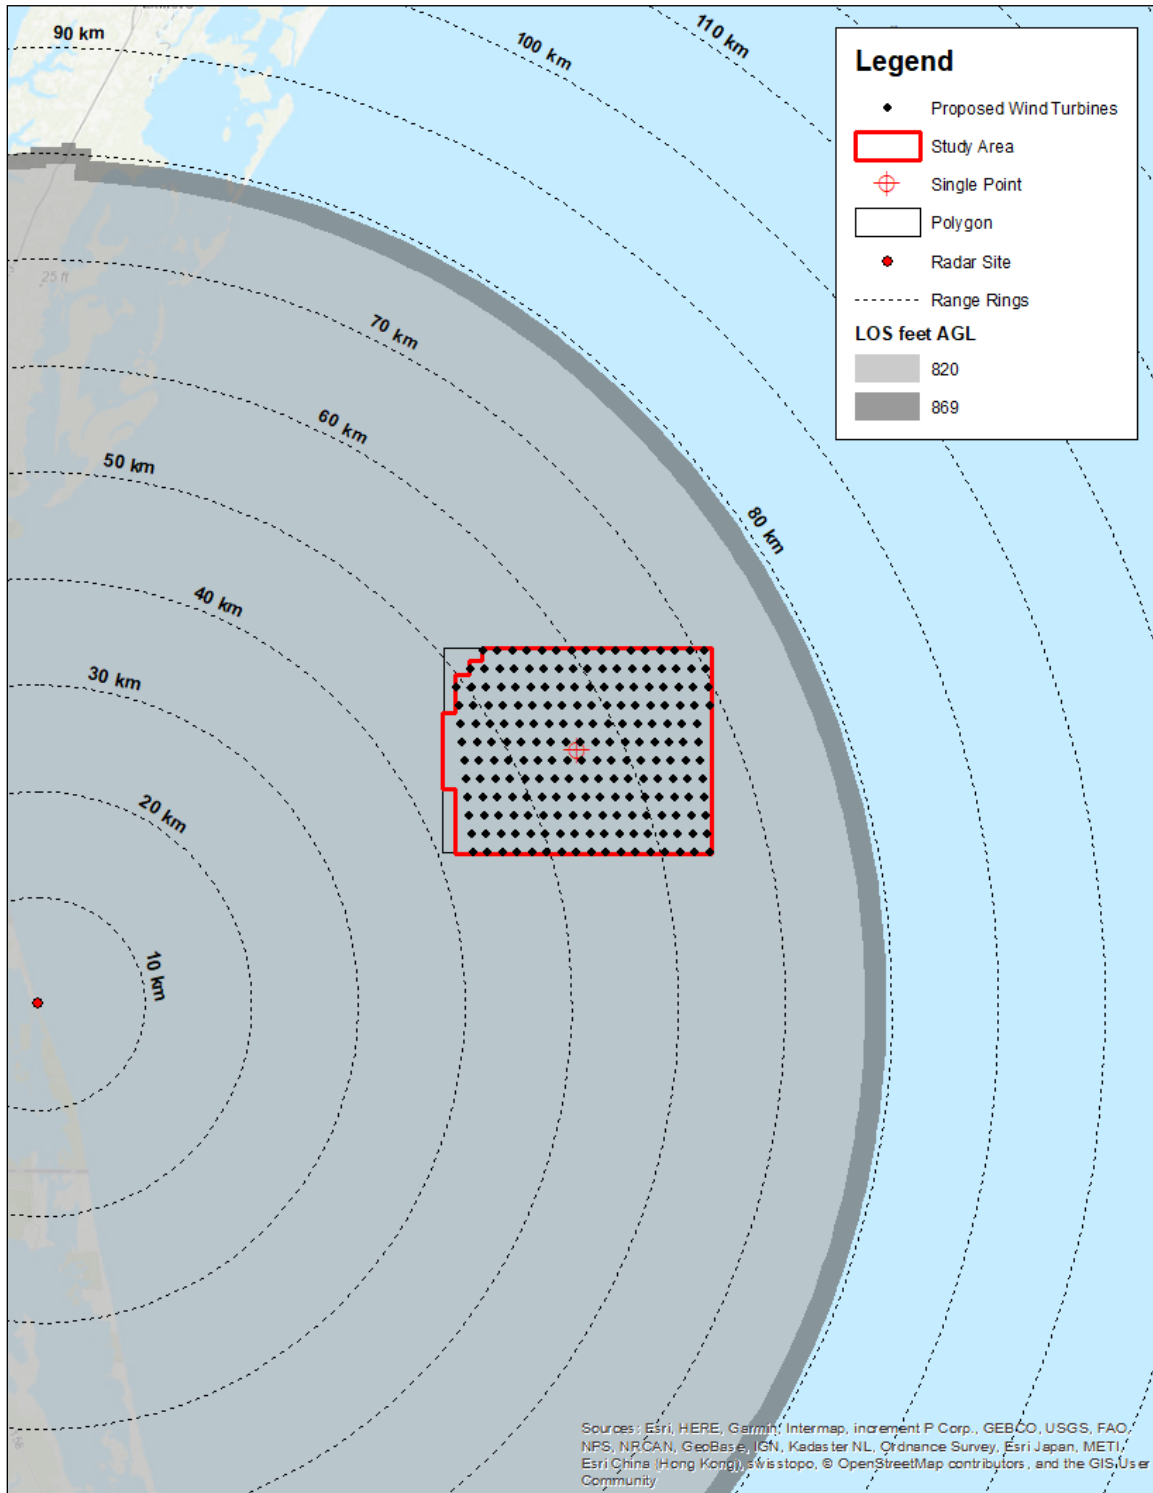 90 km
100 km
110 km
Legend
Proposed Wind Turbines
Study Area
Single Point
Polygon
Radar Site
Range Rings
LOS feet AGL
820
869
25 ft
70 km
60 km
50 km
80 km
40 km
30 km
20 km
10 km
Sources: Esri, HERE, Garmin, Intermap, increment P Corp., GEBCO, USGS, FAO,
NPS, NRCAN, GeoBase, IGN, Kadaster NL, Ordnance Survey, Esri Japan, METI,
Esri China (Hong Kong), swisstopo, © OpenStreetMap contributors, and the GIS User
Community